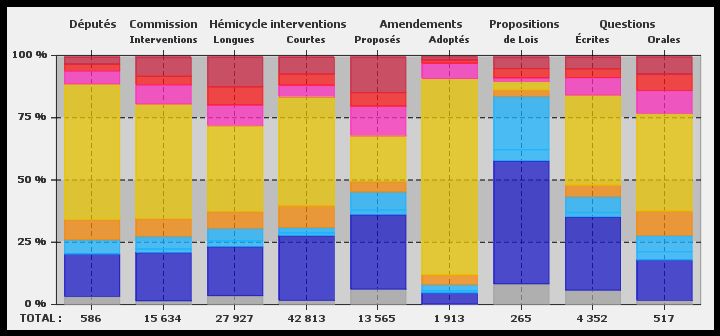 Députés Commission Hémicycle interventions Amendements Propositions Questions
Interventions Longues Courtes Proposés Adoptés de Lois Écrites Orales
100 %
75 %
50 %
25 %
0 %
TOTAL: 586 15 634 27 927 42 813 13 565 1 913 265 4 352 517